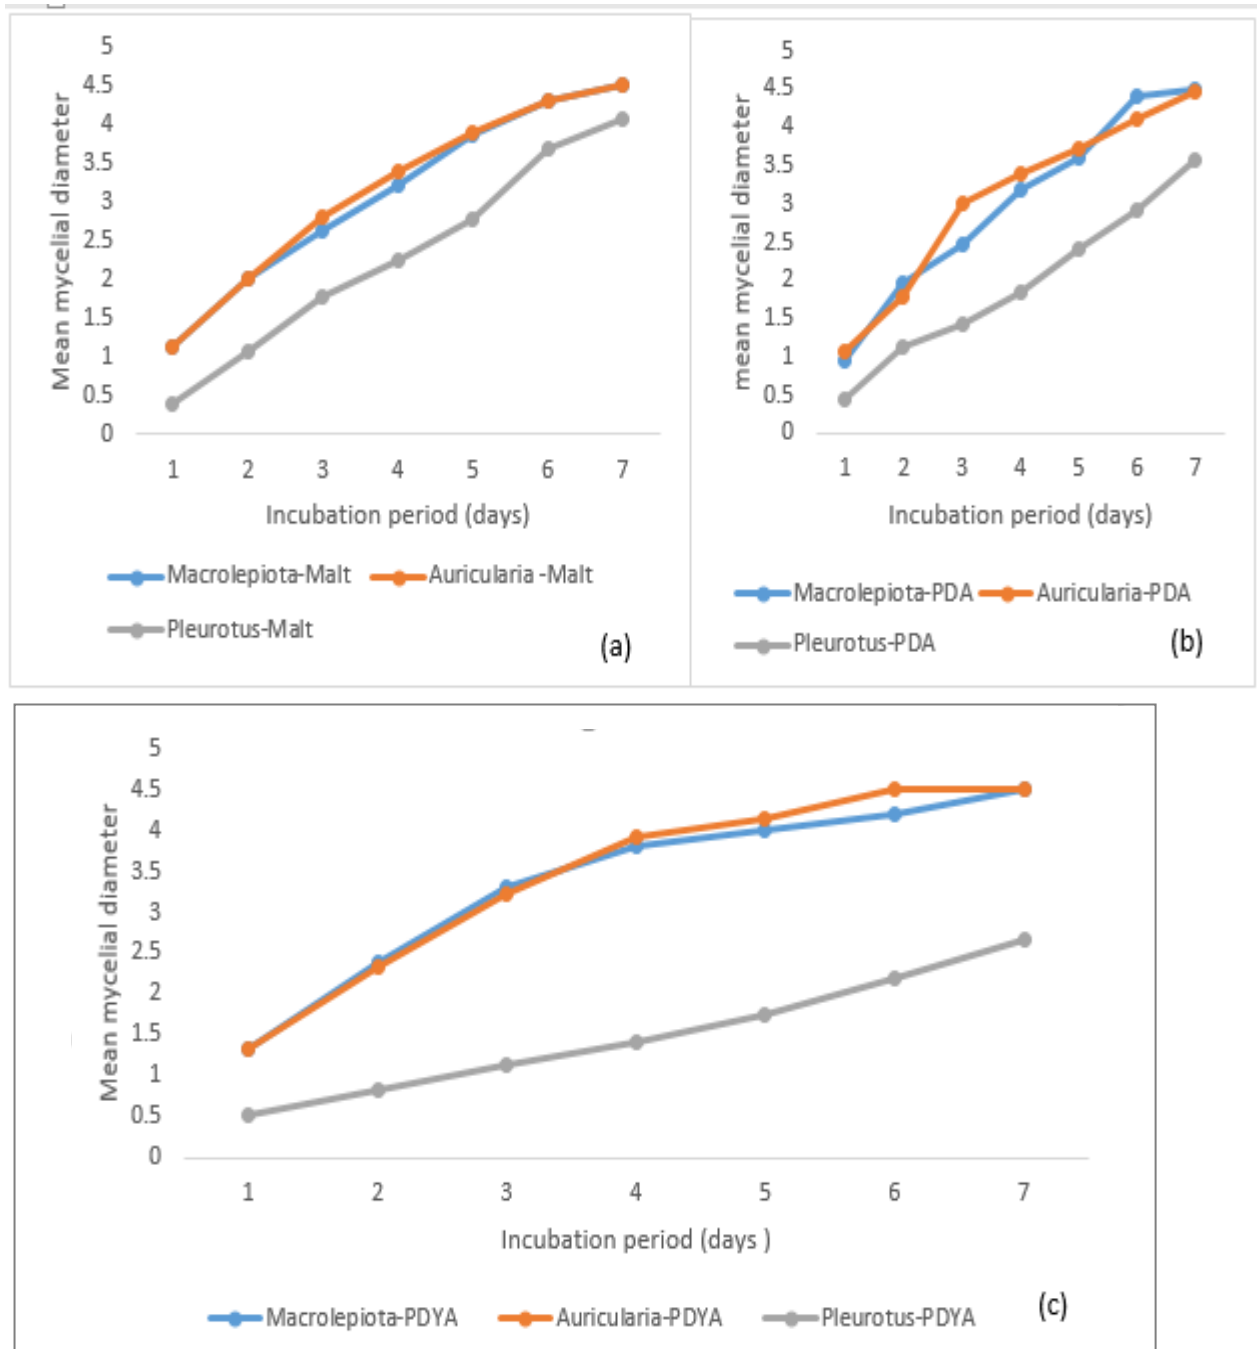 5
4.5
4
3.5
3
2.5
2
1.5
1
0.5
0
Mean mycelial diameter
1 2 3 4 5 6 7
Incubation period (days)
Macrolepiota-Malt Auricularia -Malt
Pleurotus-Malt
(a)
5
4.5
4
3.5
3
2.5
2
1.5
1
0.5
0
mean mycelial diameter
1 2 3 4 5 6 7
Incubation period (days)
Macrolepiota-PDA Auricularia-PDA
Pleurotus-PDA
(b)
5
4.5
4
3.5
3
2.5
2
1.5
1
0.5
0
Mean mycelial diameter
1 2 3 4 5 6 7
Incubation period (days )
Macrolepiota-PDYA Auricularia-PDYA Pleurotus-PDYA
(c)